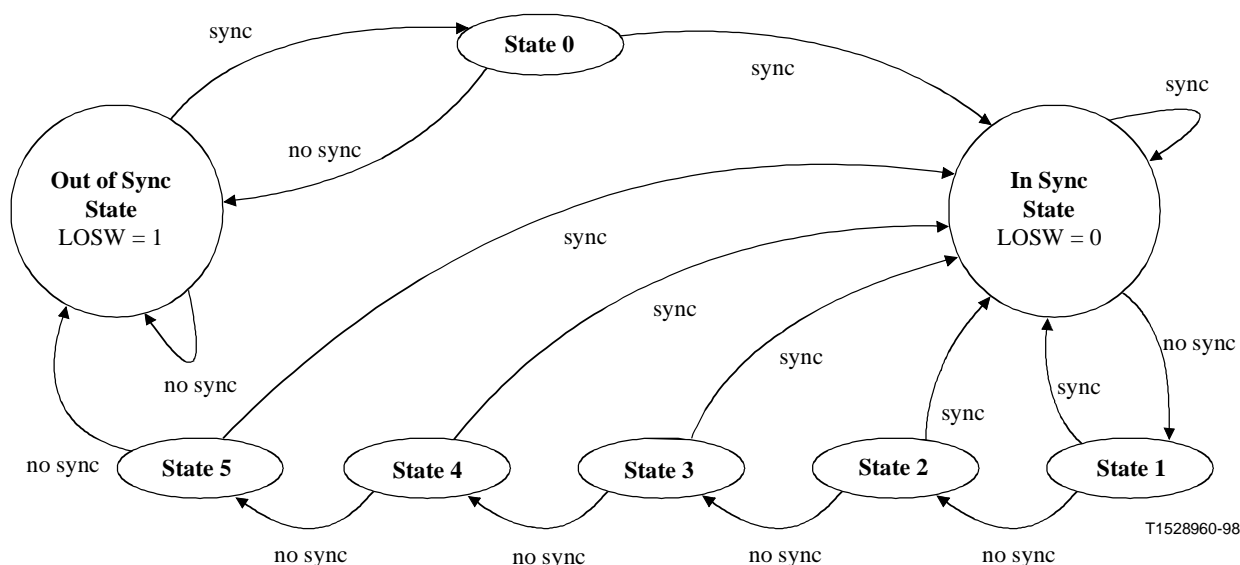 sync
State 0
sync
sync
no sync
Out of Sync
State
LOSW = 1
In Sync
State
LOSW = 0
sync
sync
no sync
sync
no sync
sync
sync
no sync
State 5
State 4
State 3
State 2
State 1
T1528960-98
no sync
no sync
no sync
no sync